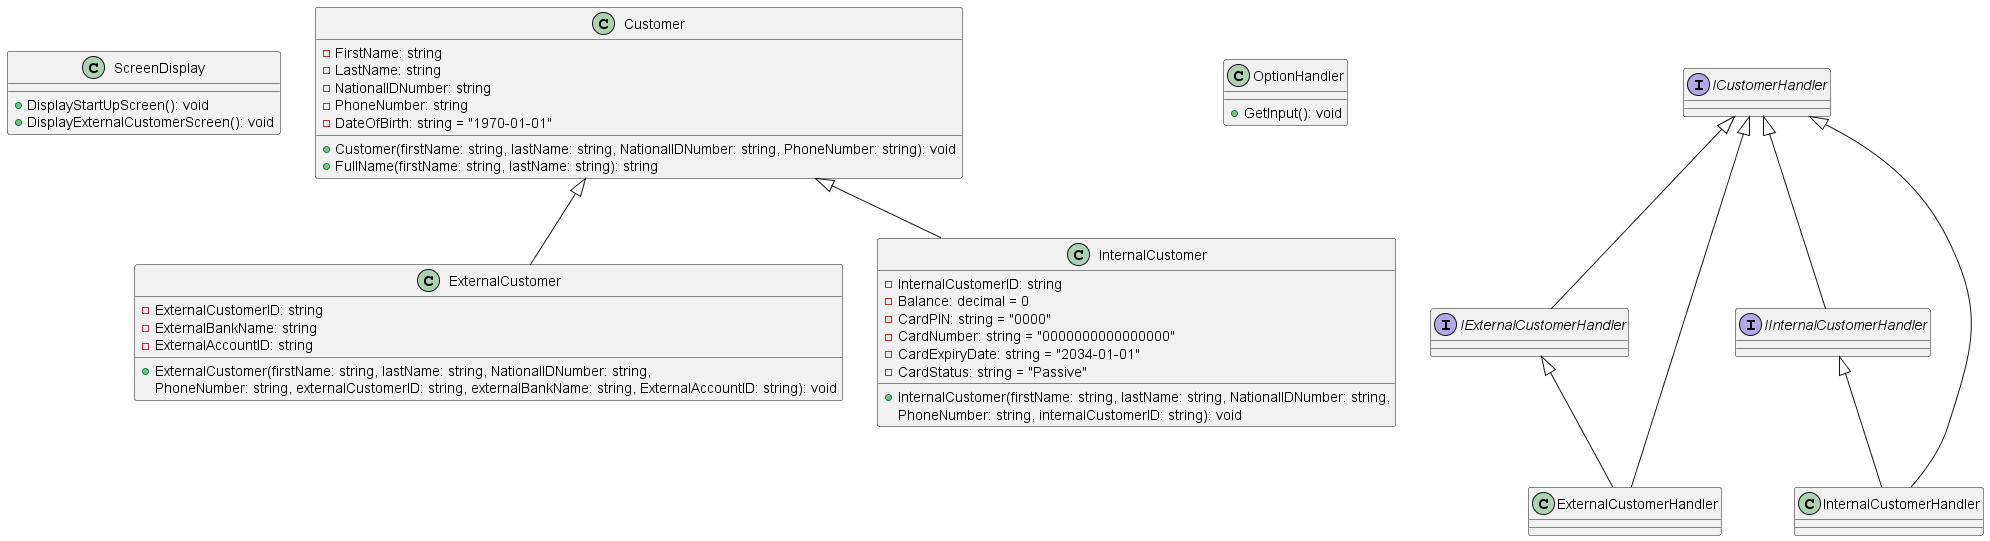 C ScreenDisplay
DisplayStartUpScreen(): void
DisplayExternalCustomerScreen(): void
C Customer
FirstName: string
LastName: string
NationalIDNumber: string
PhoneNumber: string
DateOfBirth: string = "1970-01-01"
Customer(firstName: string, lastName: string, NationalIDNumber: string, PhoneNumber: string): void
FullName(firstName: string, lastName: string): string
C OptionHandler
GetInput(): void
I ICustomerHandler
C ExternalCustomer
ExternalCustomerID: string
ExternalBankName: string
ExternalAccountID: string
ExternalCustomer(firstName: string, lastName: string, NationalIDNumber: string,
PhoneNumber: string, externalCustomerID: string, externalBankName: string, ExternalAccountID: string): void
C InternalCustomer
InternalCustomerID: string
Balance: decimal = 0
CardPIN: string = "0000"
CardNumber: string = "0000000000000000"
CardExpiryDate: string = "2034-01-01"
CardStatus: string = "Passive"
InternalCustomer(firstName: string, lastName: string, NationalIDNumber: string,
PhoneNumber: string, internalCustomerID: string): void
I IExternalCustomerHandler
I IInternalCustomerHandler
C ExternalCustomerHandler
C InternalCustomerHandler